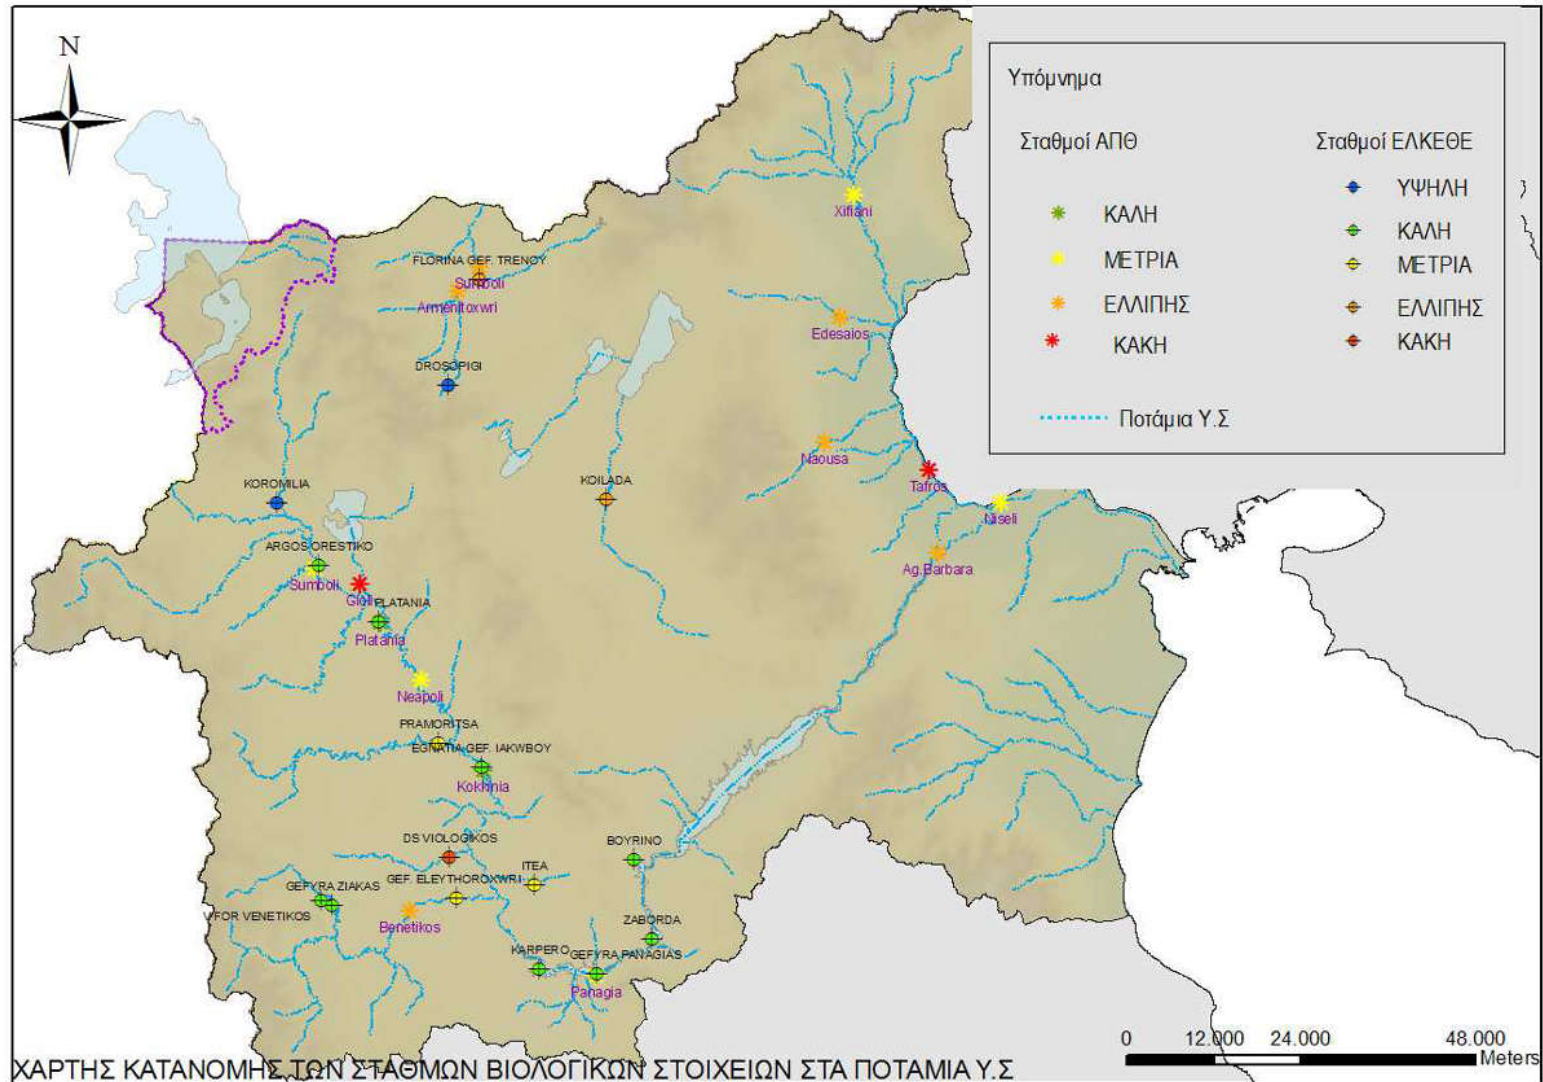 N
Υπόμνημα
Σταθμοί ΑΠΘ
Σταθμοί ΕΛΚΕΘΕ
ΥΨΗΛΗ
ΚΑΛΗ
ΚΑΛΗ
ΜΕΤΡΙΑ
ΜΕΤΡΙΑ
ΕΛΛΙΠΗΣ
ΕΛΛΙΠΗΣ
ΚΑΚΗ
ΚΑΚΗ
Ποτάμια Υ.Σ
Xifiani
FLORINA GEF. TRENOY
Sumboli
Armenitoxwri
Edesaios
DROSOPIGI
Naousa
KOROMILIA
KOILADA
Tafros
Niseli
ARGOS ORESTIKO
Sumboli
Ag.Barbara
PLATANIA
Platania
Neapoli
PRAMORITSA
EGNATIA GEF. IAKWBOY
Kokkinia
DS VIOLOGIKOS
BOYRINO
ITEA
GEF. ELEYTHOROXWRI
GEFYRA ZIAKAS
V.FOR VENETIKOS
Benetikos
ZABORDA
KARPERO
GEFYRA PANAGIAS
Panagia
0 12.000 24.000 48.000
Meters
ΧΑΡΤΗΣ ΚΑΤΑΝΟΜΗΣ ΤΩΝ ΣΤΑΘΜΩΝ ΒΙΟΛΟΓΙΚΩΝ ΣΤΟΙΧΕΙΩΝ ΣΤΑ ΠΟΤΑΜΙΑ Υ.Σ